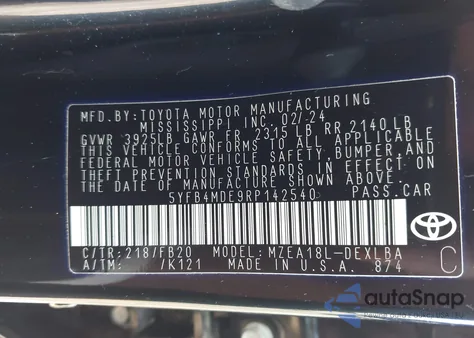 MFD. BY: TOYOTA MOTOR MANUFACTURING
MISSISSIPPI INC. 02/24
GVWR 3925LB GAWR FR 2315 LB RR 2140 LB
THIS VEHICLE CONFORMS TO ALL APPLICABLE
FEDERAL MOTOR VEHICLE SAFETY, BUMPER, AND
THEFT PREVENTION STANDARDS IN EFFECT ON
THE DATE OF MANUFACTURE SHOWN ABOVE.
5YFB4MDE9RP142540 PASS.CAR
C/TR: 218/FB20 MODEL: MZEA18L-DEXLBA
A/TM: /K121 MADE IN U.S.A. 874
C
autoSnap